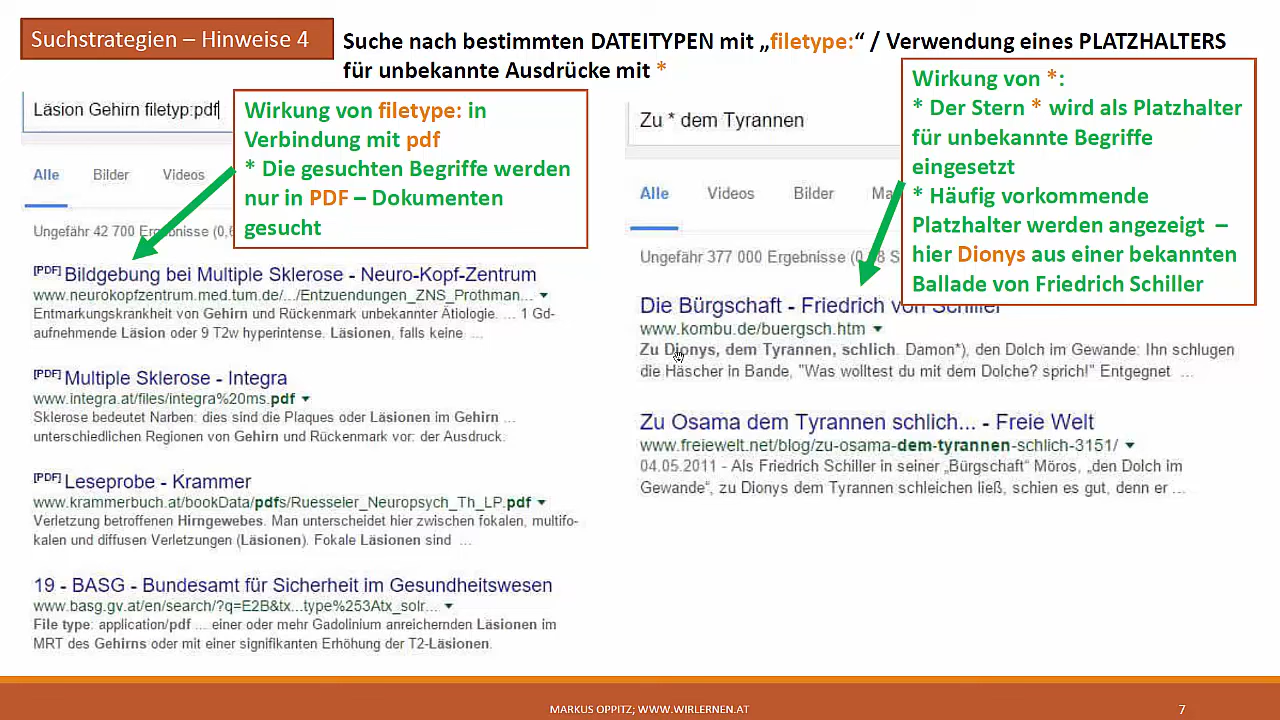 Suchstrategien – Hinweise 4
Suche nach bestimmten DATEITYPEN mit „filetype:“ / Verwendung eines PLATZHALTERS
für unbekannte Ausdrücke mit *
Läsion Gehirn filetyp:pdf
Wirkung von filetype: in
Verbindung mit pdf
* Die gesuchten Begriffe werden
nur in PDF – Dokumenten
gesucht
Alle Bilder Videos
Ungefähr 42 700 Ergebnisse (0,6
[PDF] Bildgebung bei Multiple Sklerose - Neuro-Kopf-Zentrum
www.neurokopfzentrum.med.tum.de/.../Entzuendungen_ZNS_Prothman...
Entmarkungskrankheit von Gehirn und Rückenmark unbekannter Ätiologie. ... 1 Gd-
aufnehmende Läsion oder 9 T2w hyperintense. Läsionen, falls keine ...
[PDF] Multiple Sklerose - Integra
www.integra.at/files/integra%20ms.pdf
Sklerose bedeutet Narben: dies sind die Plaques oder Läsionen im Gehirn ...
unterschiedlichen Regionen von Gehirn und Rückenmark vor: der Ausdruck.
[PDF] Leseprobe - Krammer
www.krammerbuch.at/bookData/pdfs/Ruesseler_Neuropsych_Th_LP.pdf
Verletzung betroffenen Hirngewebes. Man unterscheidet hier zwischen fokalen, multifo-
kalen und diffusen Verletzungen (Läsionen). Fokale Läsionen sind ...
19 - BASG - Bundesamt für Sicherheit im Gesundheitswesen
www.basg.gv.at/en/search/?q=E2B&tx...type%253Atx_solr...
File type: application/pdf ... einer oder mehr Gadolinium anreichernden Läsionen im
MRT des Gehirns oder mit einer signifikanten Erhöhung der T2-Läsionen.
Zu * dem Tyrannen
Wirkung von *:
* Der Stern * wird als Platzhalter
für unbekannte Begriffe
eingesetzt
* Häufig vorkommende
Platzhalter werden angezeigt –
hier Dionys aus einer bekannten
Ballade von Friedrich Schiller
Alle Videos Bilder Ma
Ungefähr 377 000 Ergebnisse (0, 8 S
Die Bürgschaft - Friedrich von Schiller
www.kombu.de/buergsch.htm
Zu Dionys, dem Tyrannen, schlich. Damon*), den Dolch im Gewande: Ihn schlugen
die Häscher in Bande, "Was wolltest du mit dem Dolche? sprich!" Entgegnet ...
Zu Osama dem Tyrannen schlich... - Freie Welt
www.freiewelt.net/blog/zu-osama-dem-tyrannen-schlich-3151/
04.05.2011 - Als Friedrich Schiller in seiner „Bürgschaft“ Möros, „den Dolch im
Gewande“, zu Dionys dem Tyrannen schleichen ließ, schien es gut, denn er ...
MARKUS OPPITZ; WWW.WIRLERNEN.AT
7